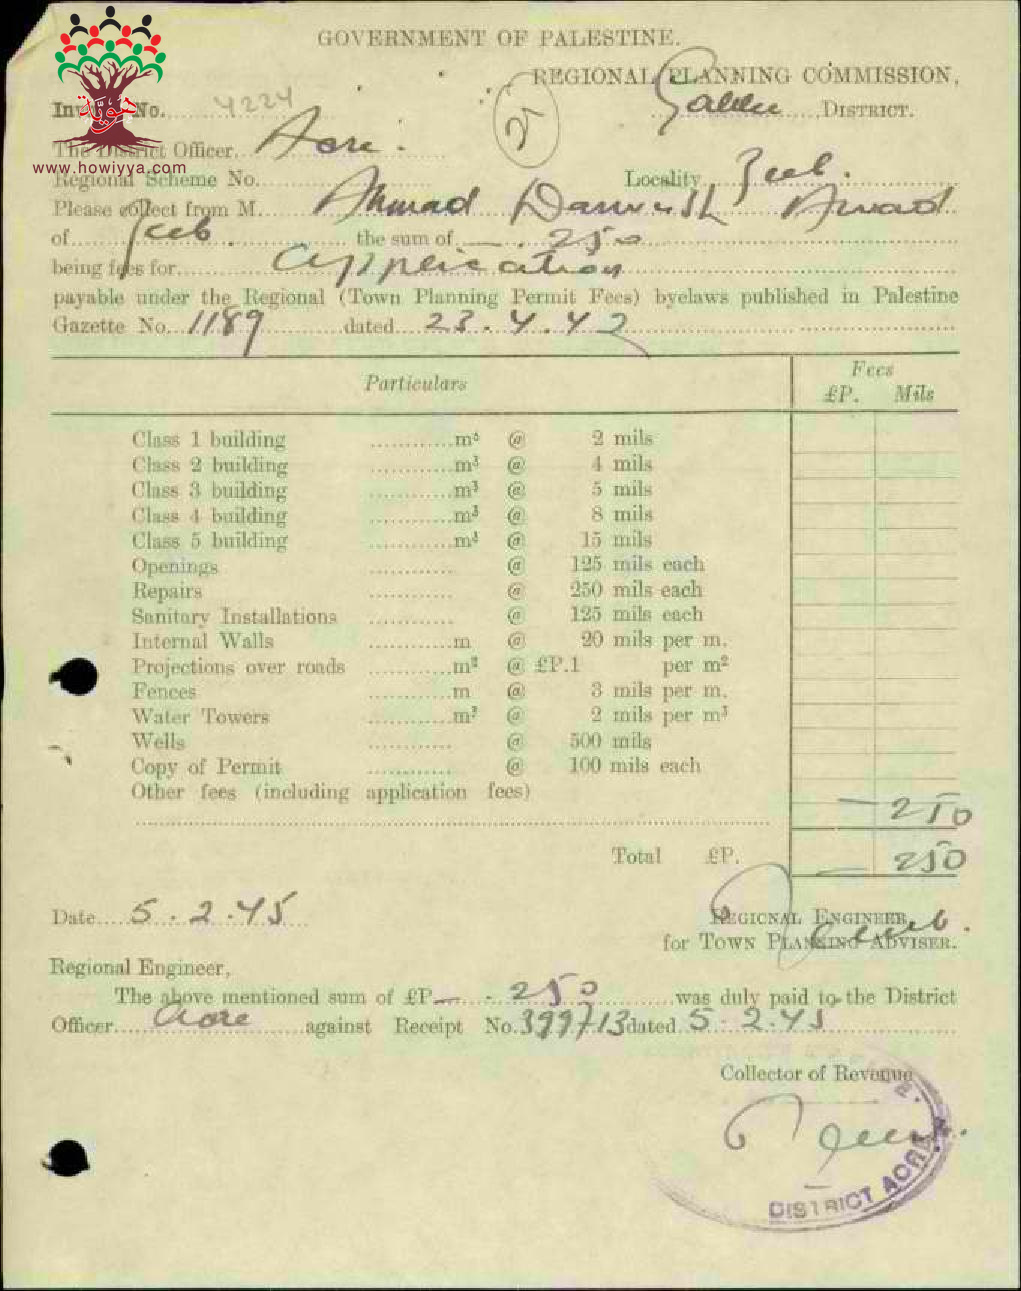 GOVERNMENT OF PALESTINE.
REGIONAL PLANNING COMMISSION,
Galilee DISTRICT.
هوية
www.howiyya.com
No. 4224
The District Officer. Acre.
Regional Scheme No. Locality Zeeb.
Please collect from M. Ahmad Darwish Awad
of Zeeb. the sum of — . 250
being fees for application
payable under the Regional (Town Planning Permit Fees) byelaws published in Palestine
Gazette No. 1189 dated 23.4.42
Particulars Fees
£P. Mils
Class 1 building m³ @ 2 mils
Class 2 building m³ @ 4 mils
Class 3 building m³ @ 5 mils
Class 4 building m³ @ 8 mils
Class 5 building m³ @ 15 mils
Openings @ 125 mils each
Repairs @ 250 mils each
Sanitary Installations @ 125 mils each
Internal Walls m @ 20 mils per m.
Projections over roads m² @ £P.1 per m²
Fences m @ 3 mils per m.
Water Towers m³ @ 2 mils per m³
Wells @ 500 mils
Copy of Permit @ 100 mils each
Other fees (including application fees)
— 250
Total £P. — 250
Date 5.2.45
REGIONAL ENGINEER
for TOWN PLANNING ADVISER.
Regional Engineer,
The above mentioned sum of £P — . 250 was duly paid to the District
Officer Acre against Receipt No. 399713 dated 5.2.45
Collector of Revenue
DISTRICT ACRE